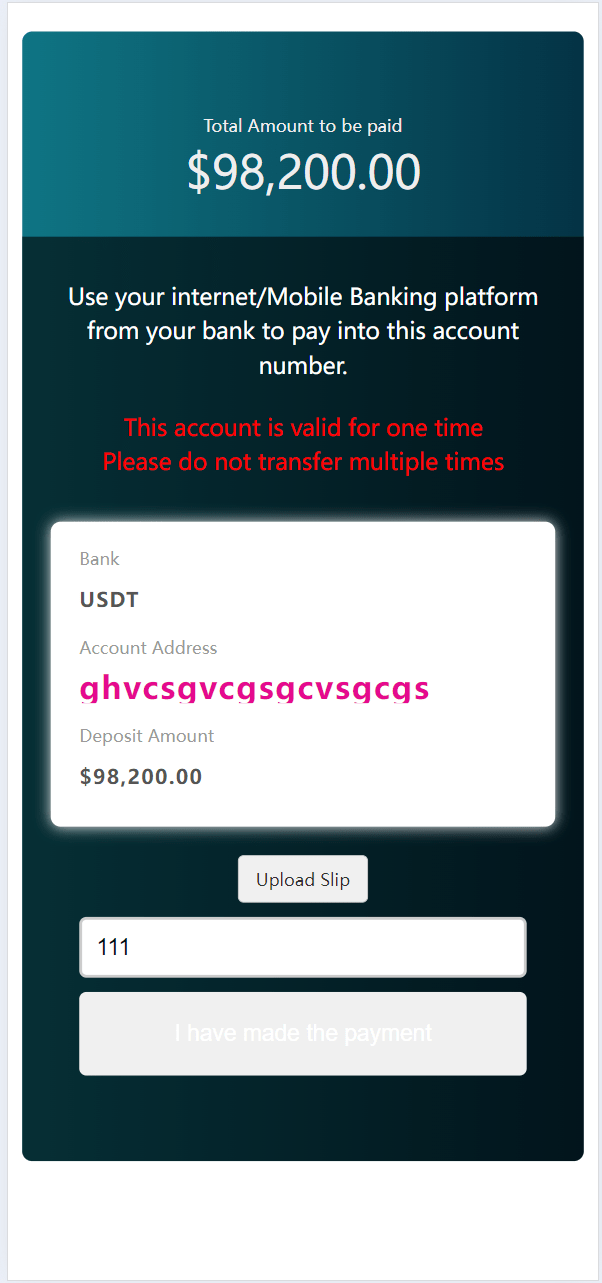 Total Amount to be paid
$98,200.00
Use your internet/Mobile Banking platform
from your bank to pay into this account
number.
This account is valid for one time
Please do not transfer multiple times
Bank
USDT
Account Address
ghvcsgvcgsgcvsgcgs
Deposit Amount
$98,200.00
Upload Slip
111
I have made the payment